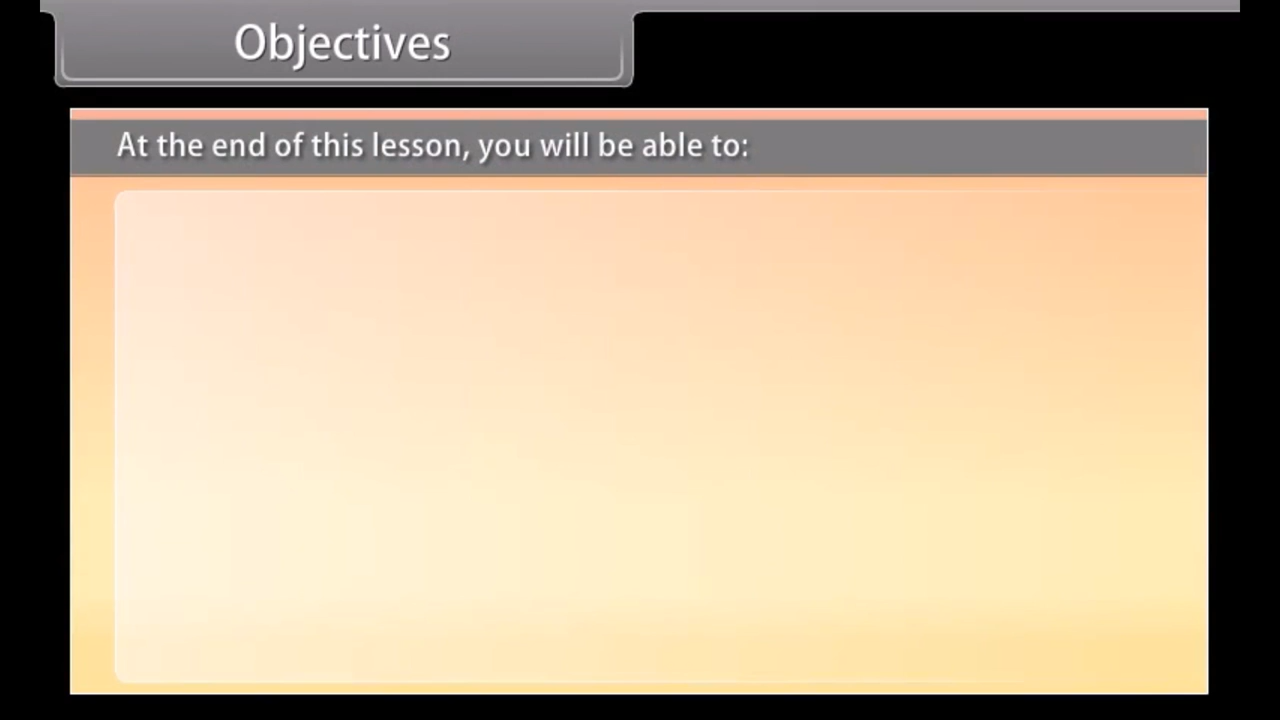 Objectives
At the end of this lesson, you will be able to: